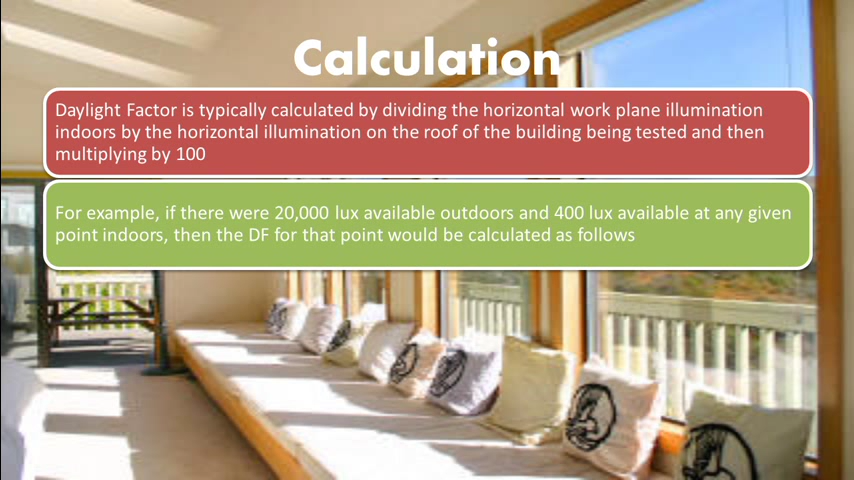 Calculation
Daylight Factor is typically calculated by dividing the horizontal work plane illumination
indoors by the horizontal illumination on the roof of the building being tested and then
multiplying by 100
For example, if there were 20,000 lux available outdoors and 400 lux available at any given
point indoors, then the DF for that point would be calculated as follows